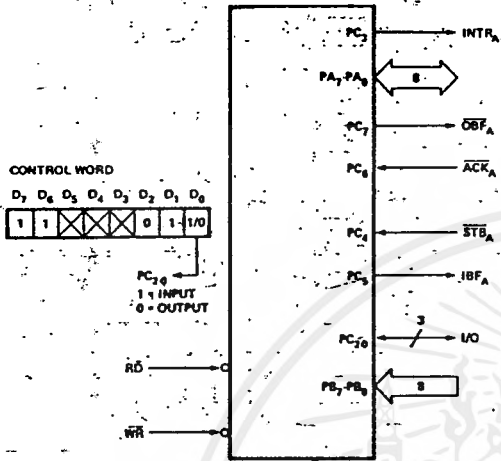 PC3 INTRA
PA7-PA0 8
PC7 OBFA
PC6 ACKA
CONTROL WORD
D7 D6 D5 D4 D3 D2 D1 D0
1 1 0 1 1/0
PC4 STBA
PC2-0
1 = INPUT
0 = OUTPUT
PC5 IBFA
3
PC2-0 I/O
RD
PB7-PB0 8
WR